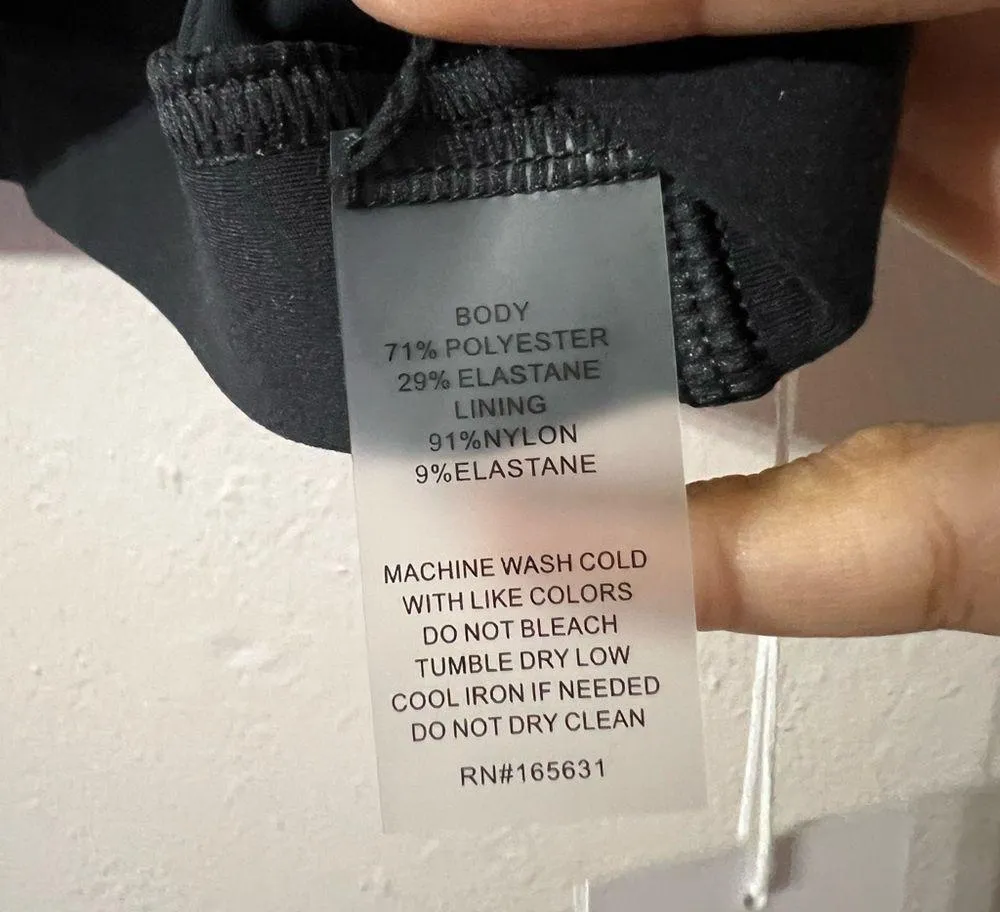 BODY
71% POLYESTER
29% ELASTANE
LINING
91%NYLON
9%ELASTANE
MACHINE WASH COLD
WITH LIKE COLORS
DO NOT BLEACH
TUMBLE DRY LOW
COOL IRON IF NEEDED
DO NOT DRY CLEAN
RN#165631